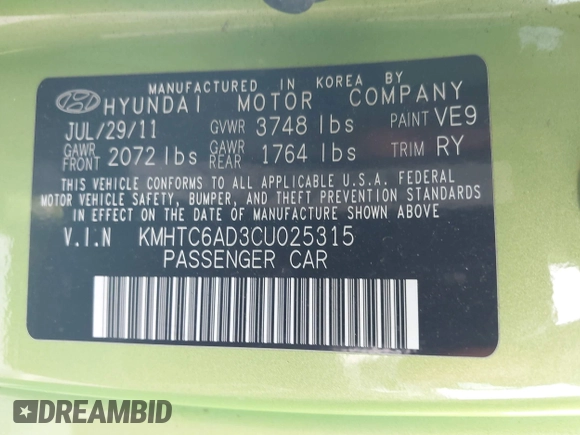 MANUFACTURED IN KOREA BY
HYUNDAI MOTOR COMPANY
JUL/29/11 GVWR 3748 lbs PAINT VE9
GAWR FRONT 2072 lbs GAWR REAR 1764 lbs TRIM RY
THIS VEHICLE CONFORMS TO ALL APPLICABLE U.S.A. FEDERAL
MOTOR VEHICLE SAFETY, BUMPER, AND THEFT PREVENTION STANDARDS
IN EFFECT ON THE DATE OF MANUFACTURE SHOWN ABOVE
V.I.N KMHTC6AD3CU025315
PASSENGER CAR
DREAMBID